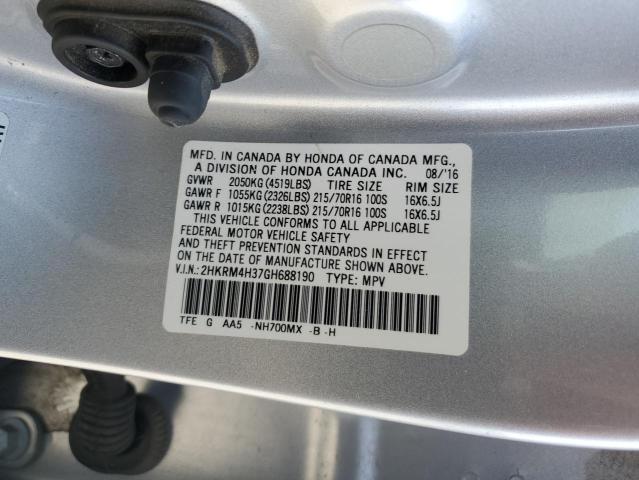 MFD. IN CANADA BY HONDA OF CANADA MFG.,
A DIVISION OF HONDA CANADA INC. 08/'16
GVWR 2050KG (4519LBS) TIRE SIZE RIM SIZE
GAWR F 1055KG (2326LBS) 215/70R16 100S 16X6.5J
GAWR R 1015KG (2238LBS) 215/70R16 100S 16X6.5J
THIS VEHICLE CONFORMS TO ALL APPLICABLE
FEDERAL MOTOR VEHICLE SAFETY
AND THEFT PREVENTION STANDARDS IN EFFECT
ON THE DATE OF MANUFACTURE SHOWN ABOVE.
V.I.N.: 2HKRM4H37GH688190 TYPE: MPV
TFE G AA5 -NH700MX -B -H